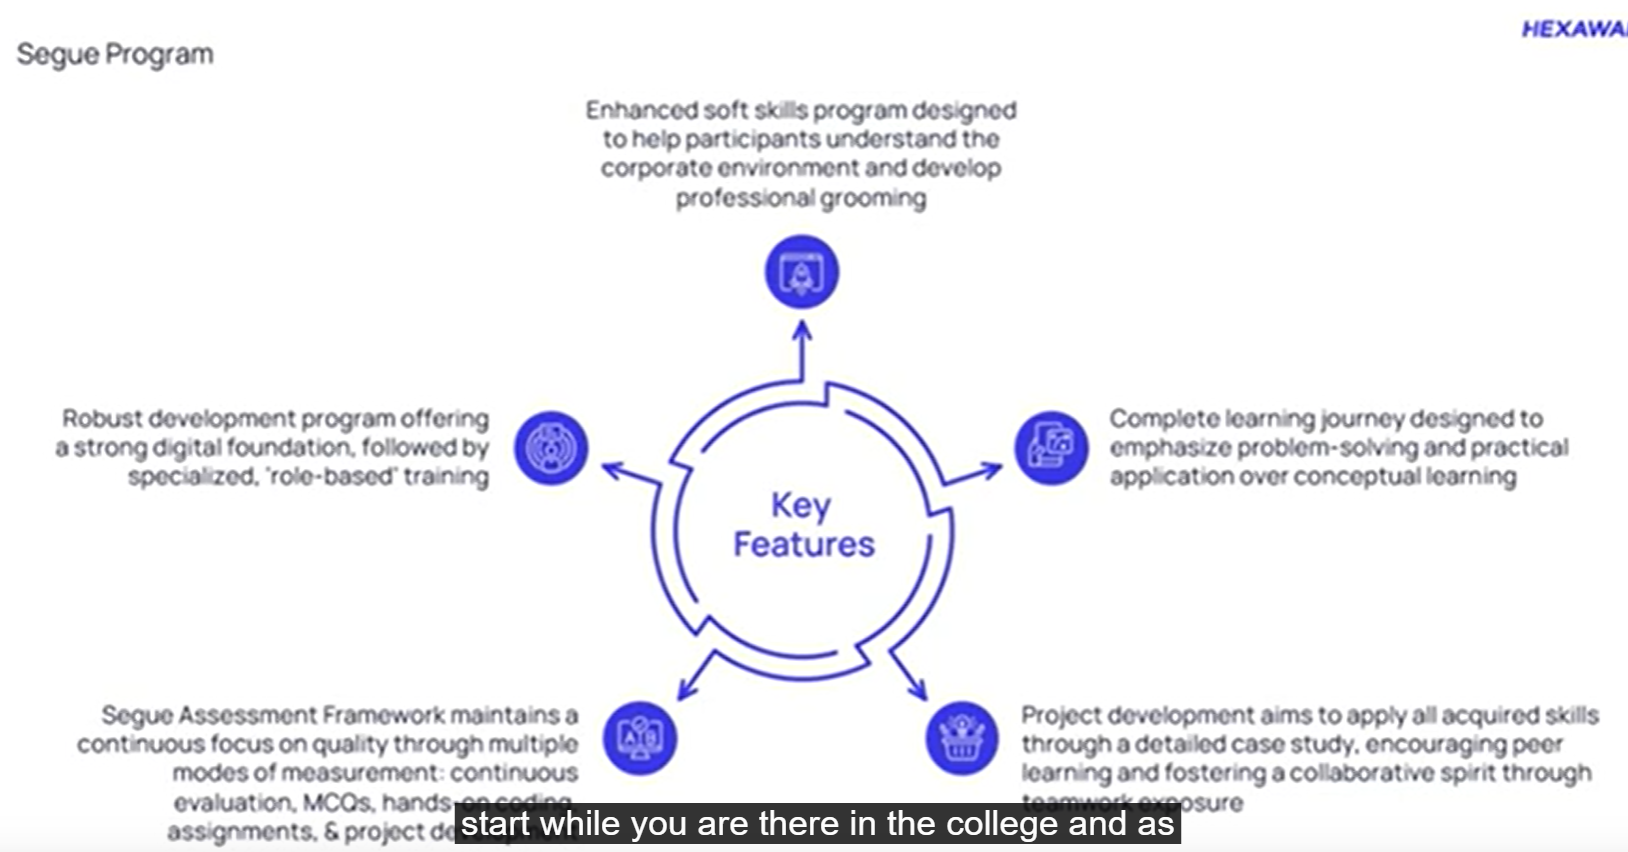 Segue Program
HEXAWA
Enhanced soft skills program designed
to help participants understand the
corporate environment and develop
professional grooming
Robust development program offering
a strong digital foundation, followed by
specialized, 'role-based' training
Complete learning journey designed to
emphasize problem-solving and practical
application over conceptual learning
Key
Features
Segue Assessment Framework maintains a
continuous focus on quality through multiple
modes of measurement: continuous
evaluation, MCQs, hands-on coding,
assignments, & project development
Project development aims to apply all acquired skills
through a detailed case study, encouraging peer
learning and fostering a collaborative spirit through
teamwork exposure
A B
start while you are there in the college and as